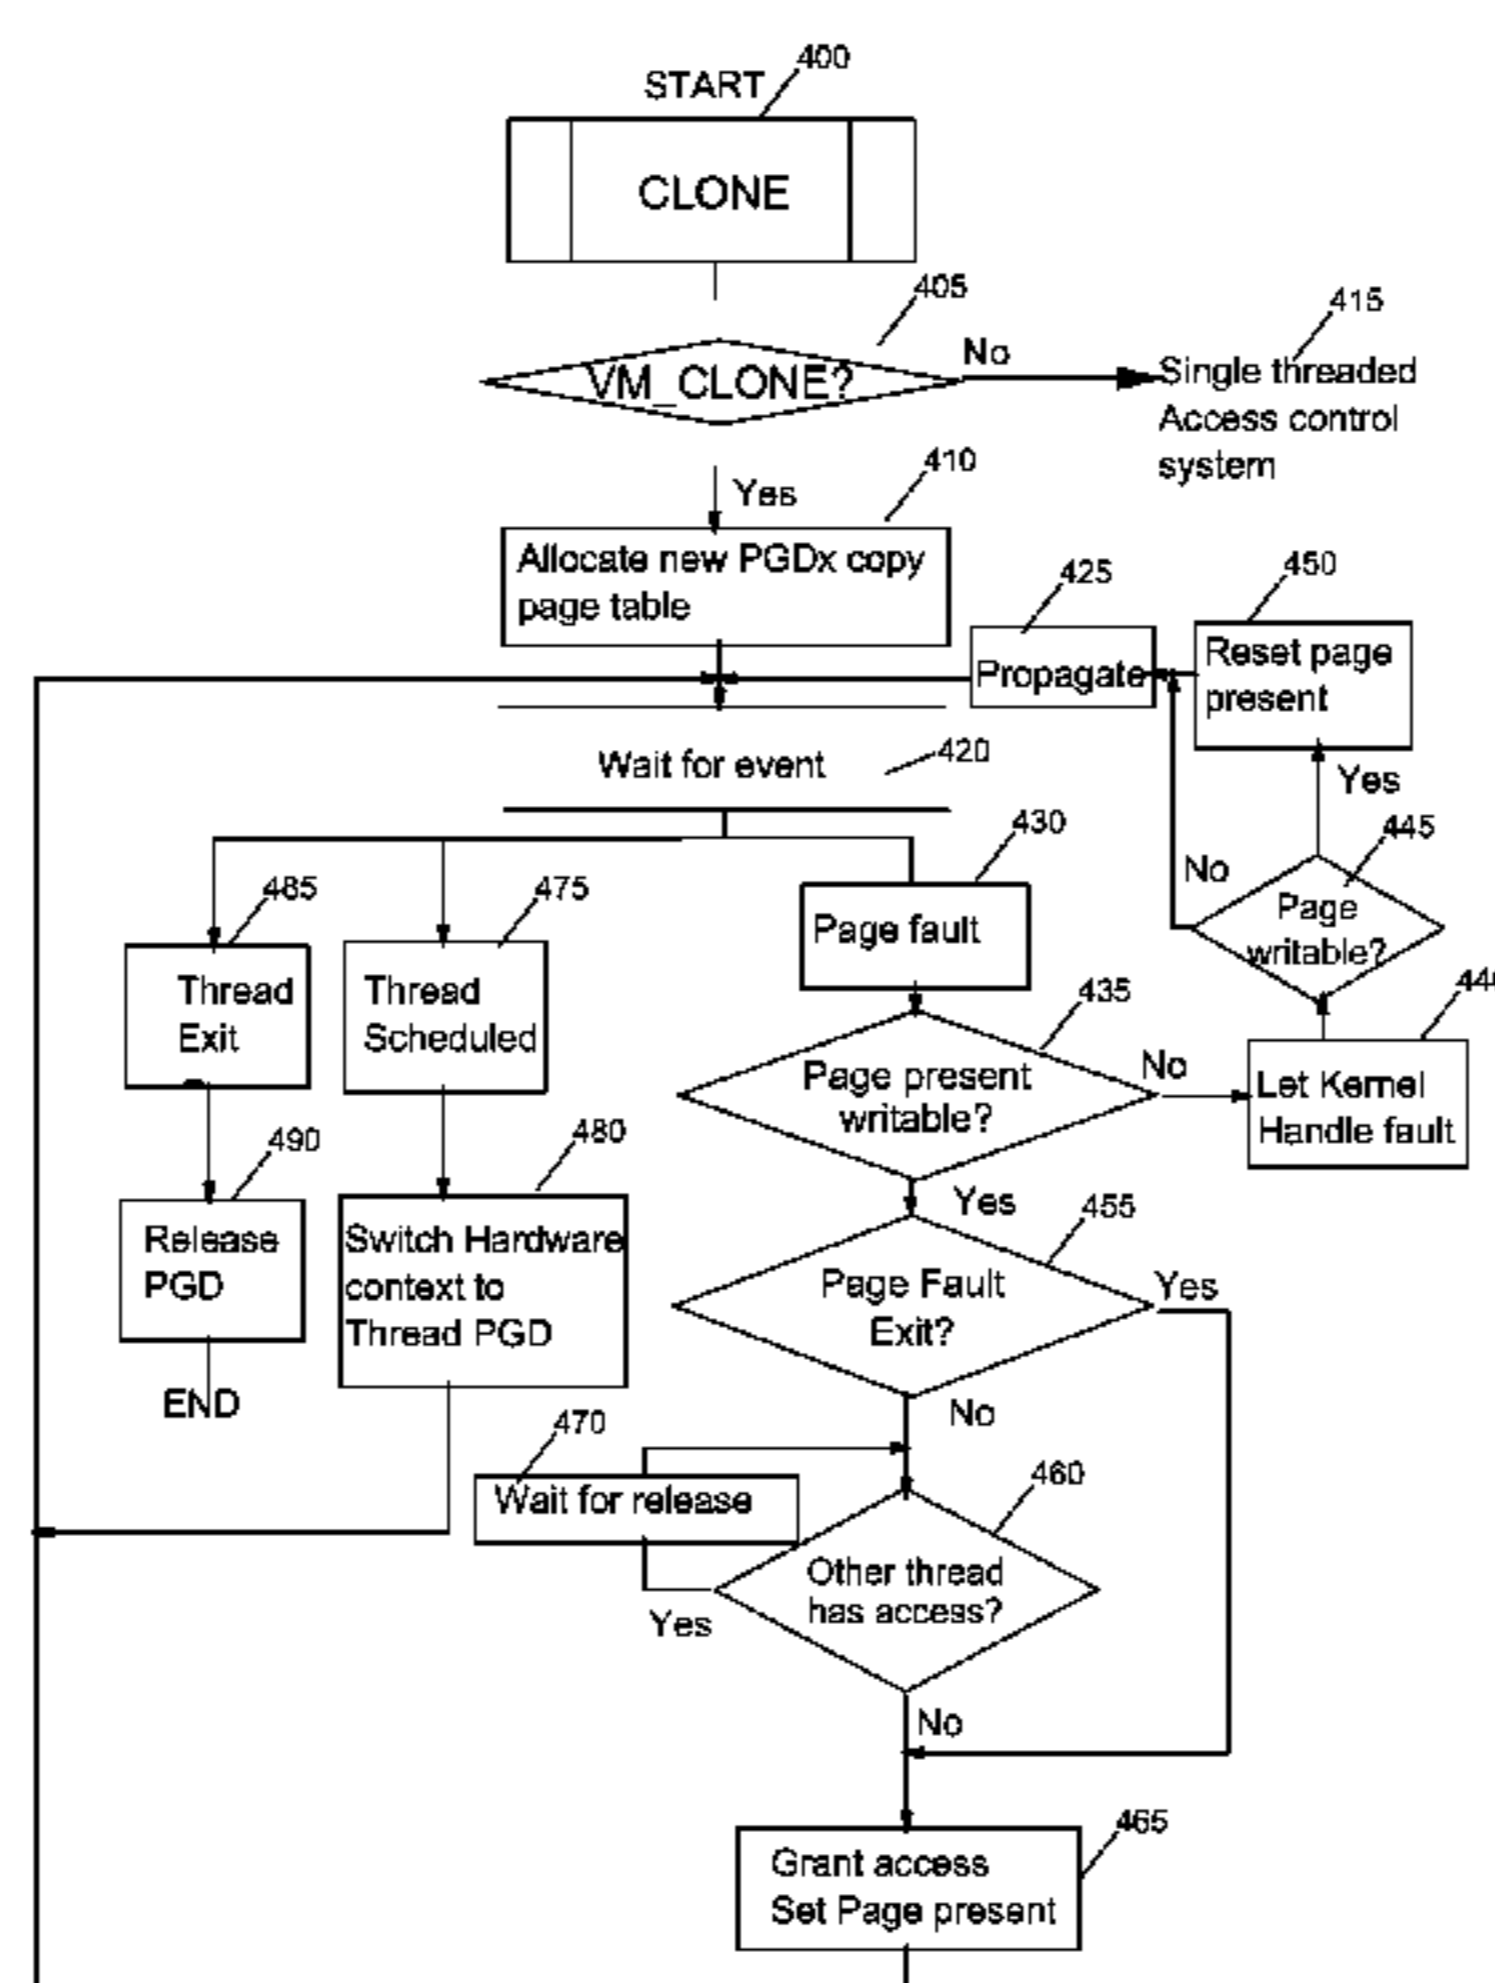 400
START
CLONE
405
VM_CLONE?
No
415
Single threaded
Access control
system
Yes
410
Allocate new PGDx copy
page table
425
Propagate
450
Reset page
present
Wait for event
420
Yes
445
No
Page
writable?
430
Page fault
485
Thread
Exit
475
Thread
Scheduled
435
Page present
writable?
No
Let Kernel
Handle fault
490
Release
PGD
END
480
Switch Hardware
context to
Thread PGD
Yes
455
Page Fault
Exit?
Yes
No
470
Wait for release
460
Other thread
has access?
Yes
No
465
Grant access
Set Page present